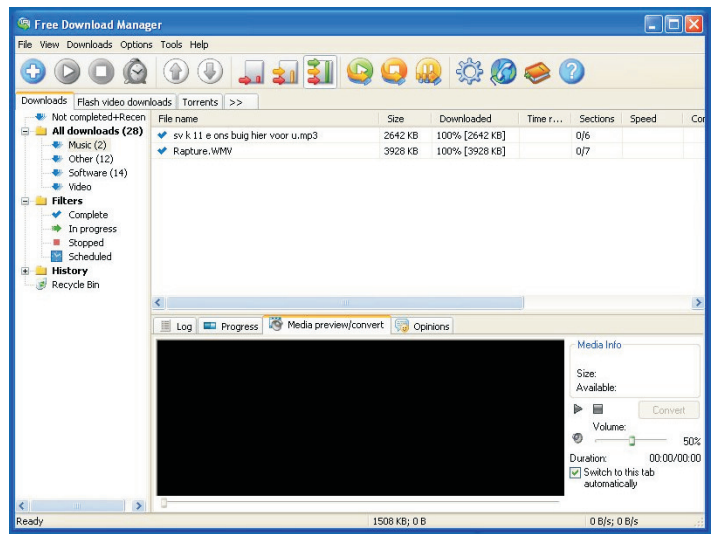 Free Download Manager
File View Downloads Options Tools Help
Downloads Flash video downloads Torrents >>
Not completed+Recen
All downloads (28)
Music (2)
Other (12)
Software (14)
Video
Filters
Complete
In progress
Stopped
Scheduled
History
Recycle Bin
File name Size Downloaded Time r... Sections Speed Cor
sv k 11 e ons buig hier voor u.mp3 2642 KB 100% [2642 KB] 0/6
Rapture.WMV 3928 KB 100% [3928 KB] 0/7
Log Progress Media preview/convert Opinions
Media Info
Size:
Available:
Convert
Volume:
50%
Duration: 00:00/00:00
Switch to this tab
automatically
Ready 1508 KB; 0 B 0 B/s; 0 B/s